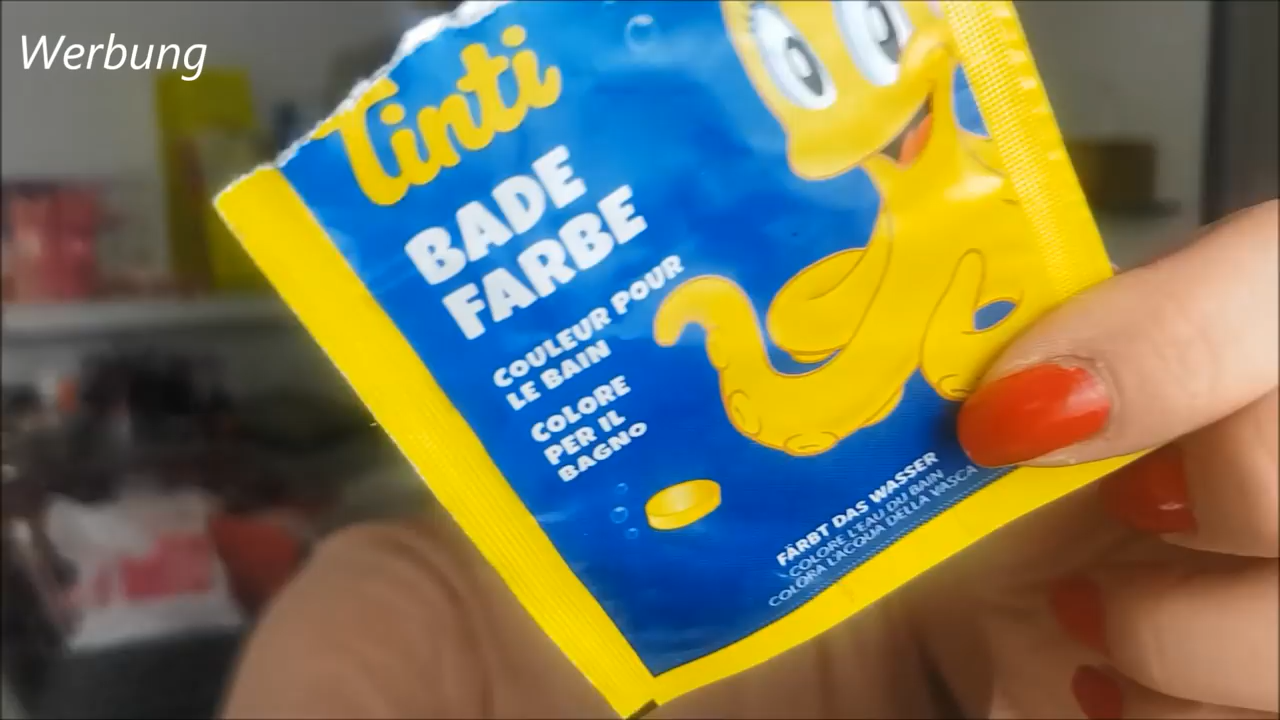 Werbung
Tinti
BADE
FARBE
COULEUR POUR
LE BAIN
COLORE
PER IL
BAGNO
FÄRBT DAS WASSER
COLORE L'EAU DU BAIN
COLORA L'ACQUA DELLA VASCA